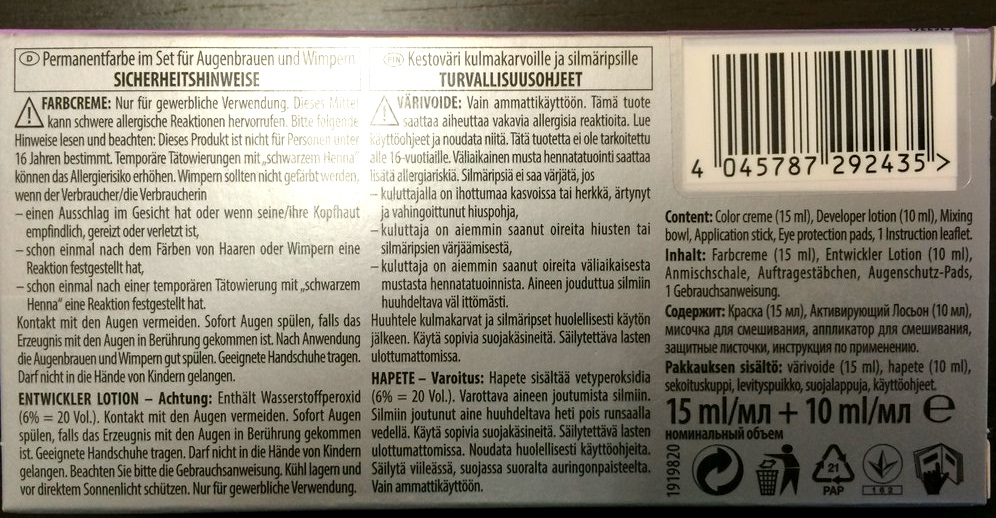 D Permanentfarbe im Set für Augenbrauen und Wimpern
SICHERHEITSHINWEISE
FARBCREME: Nur für gewerbliche Verwendung. Dieses Mittel
kann schwere allergische Reaktionen hervorrufen. Bitte folgende
Hinweise lesen und beachten: Dieses Produkt ist nicht für Personen unter
16 Jahren bestimmt. Temporäre Tätowierungen mit „schwarzem Henna“
können das Allergierisiko erhöhen. Wimpern sollten nicht gefärbt werden,
wenn der Verbraucher/die Verbraucherin
– einen Ausschlag im Gesicht hat oder wenn seine/ihre Kopfhaut
empfindlich, gereizt oder verletzt ist,
– schon einmal nach dem Färben von Haaren oder Wimpern eine
Reaktion festgestellt hat,
– schon einmal nach einer temporären Tätowierung mit „schwarzem
Henna“ eine Reaktion festgestellt hat.
Kontakt mit den Augen vermeiden. Sofort Augen spülen, falls das
Erzeugnis mit den Augen in Berührung gekommen ist. Nach Anwendung
die Augenbrauen und Wimpern gut spülen. Geeignete Handschuhe tragen.
Darf nicht in die Hände von Kindern gelangen.
ENTWICKLER LOTION – Achtung: Enthält Wasserstoffperoxid
(6% = 20 Vol.). Kontakt mit den Augen vermeiden. Sofort Augen
spülen, falls das Erzeugnis mit den Augen in Berührung gekommen
ist. Geeignete Handschuhe tragen. Darf nicht in die Hände von Kindern
gelangen. Beachten Sie bitte die Gebrauchsanweisung. Kühl lagern und
vor direktem Sonnenlicht schützen. Nur für gewerbliche Verwendung.
FIN Kestoväri kulmakarvoille ja silmäripsille
TURVALLISUUSOHJEET
VÄRIVOIDE: Vain ammattikäyttöön. Tämä tuote
saattaa aiheuttaa vakavia allergisia reaktioita. Lue
käyttöohjeet ja noudata niitä. Tätä tuotetta ei ole tarkoitettu
alle 16-vuotiaille. Väliaikainen musta hennatatuointi saattaa
lisätä allergiariskiä. Silmäripsiä ei saa värjätä, jos
– kuluttajalla on ihottumaa kasvoissa tai herkkä, ärtynyt
ja vahingoittunut hiuspohja,
– kuluttaja on aiemmin saanut oireita hiusten tai
silmäripsien värjäämisestä,
– kuluttaja on aiemmin saanut oireita väliaikaisesta
mustasta hennatatuoinnista. Aineen jouduttua silmiin
huuhdeltava väl ittömästi.
Huuhtele kulmakarvat ja silmäripset huolellisesti käytön
jälkeen. Käytä sopivia suojakäsineitä. Säilytettävä lasten
ulottumattomissa.
HAPETE – Varoitus: Hapete sisältää vetyperoksidia
(6% = 20 Vol.). Varottava aineen joutumista silmiin.
Silmiin joutunut aine huuhdeltava heti pois runsaalla
vedellä. Käytä sopivia suojakäsineitä. Säilytettävä lasten
ulottumattomissa. Noudata huolellisesti käyttöohjeita.
Säilytä viileässä, suojassa suoralta auringonpaisteelta.
Vain ammattikäyttöön.
4 045787 292435 >
Content: Color creme (15 ml), Developer lotion (10 ml), Mixing
bowl, Application stick, Eye protection pads, 1 Instruction leaflet.
Inhalt: Farbcreme (15 ml), Entwickler Lotion (10 ml),
Anmischschale, Auftragestäbchen, Augenschutz-Pads,
1 Gebrauchsanweisung.
Содержит: Краска (15 мл), Активирующий Лосьон (10 мл),
мисочка для смешивания, аппликатор для смешивания,
защитные листочки, инструкция по применению.
Pakkauksen sisältö: värivoide (15 ml), hapete (10 ml),
sekoituskuppi, levityspuikko, suojalappuja, käyttöohjeet.
15 ml/мл + 10 ml/мл e
номинальный объем
1919820
21
PAP
1 6 2